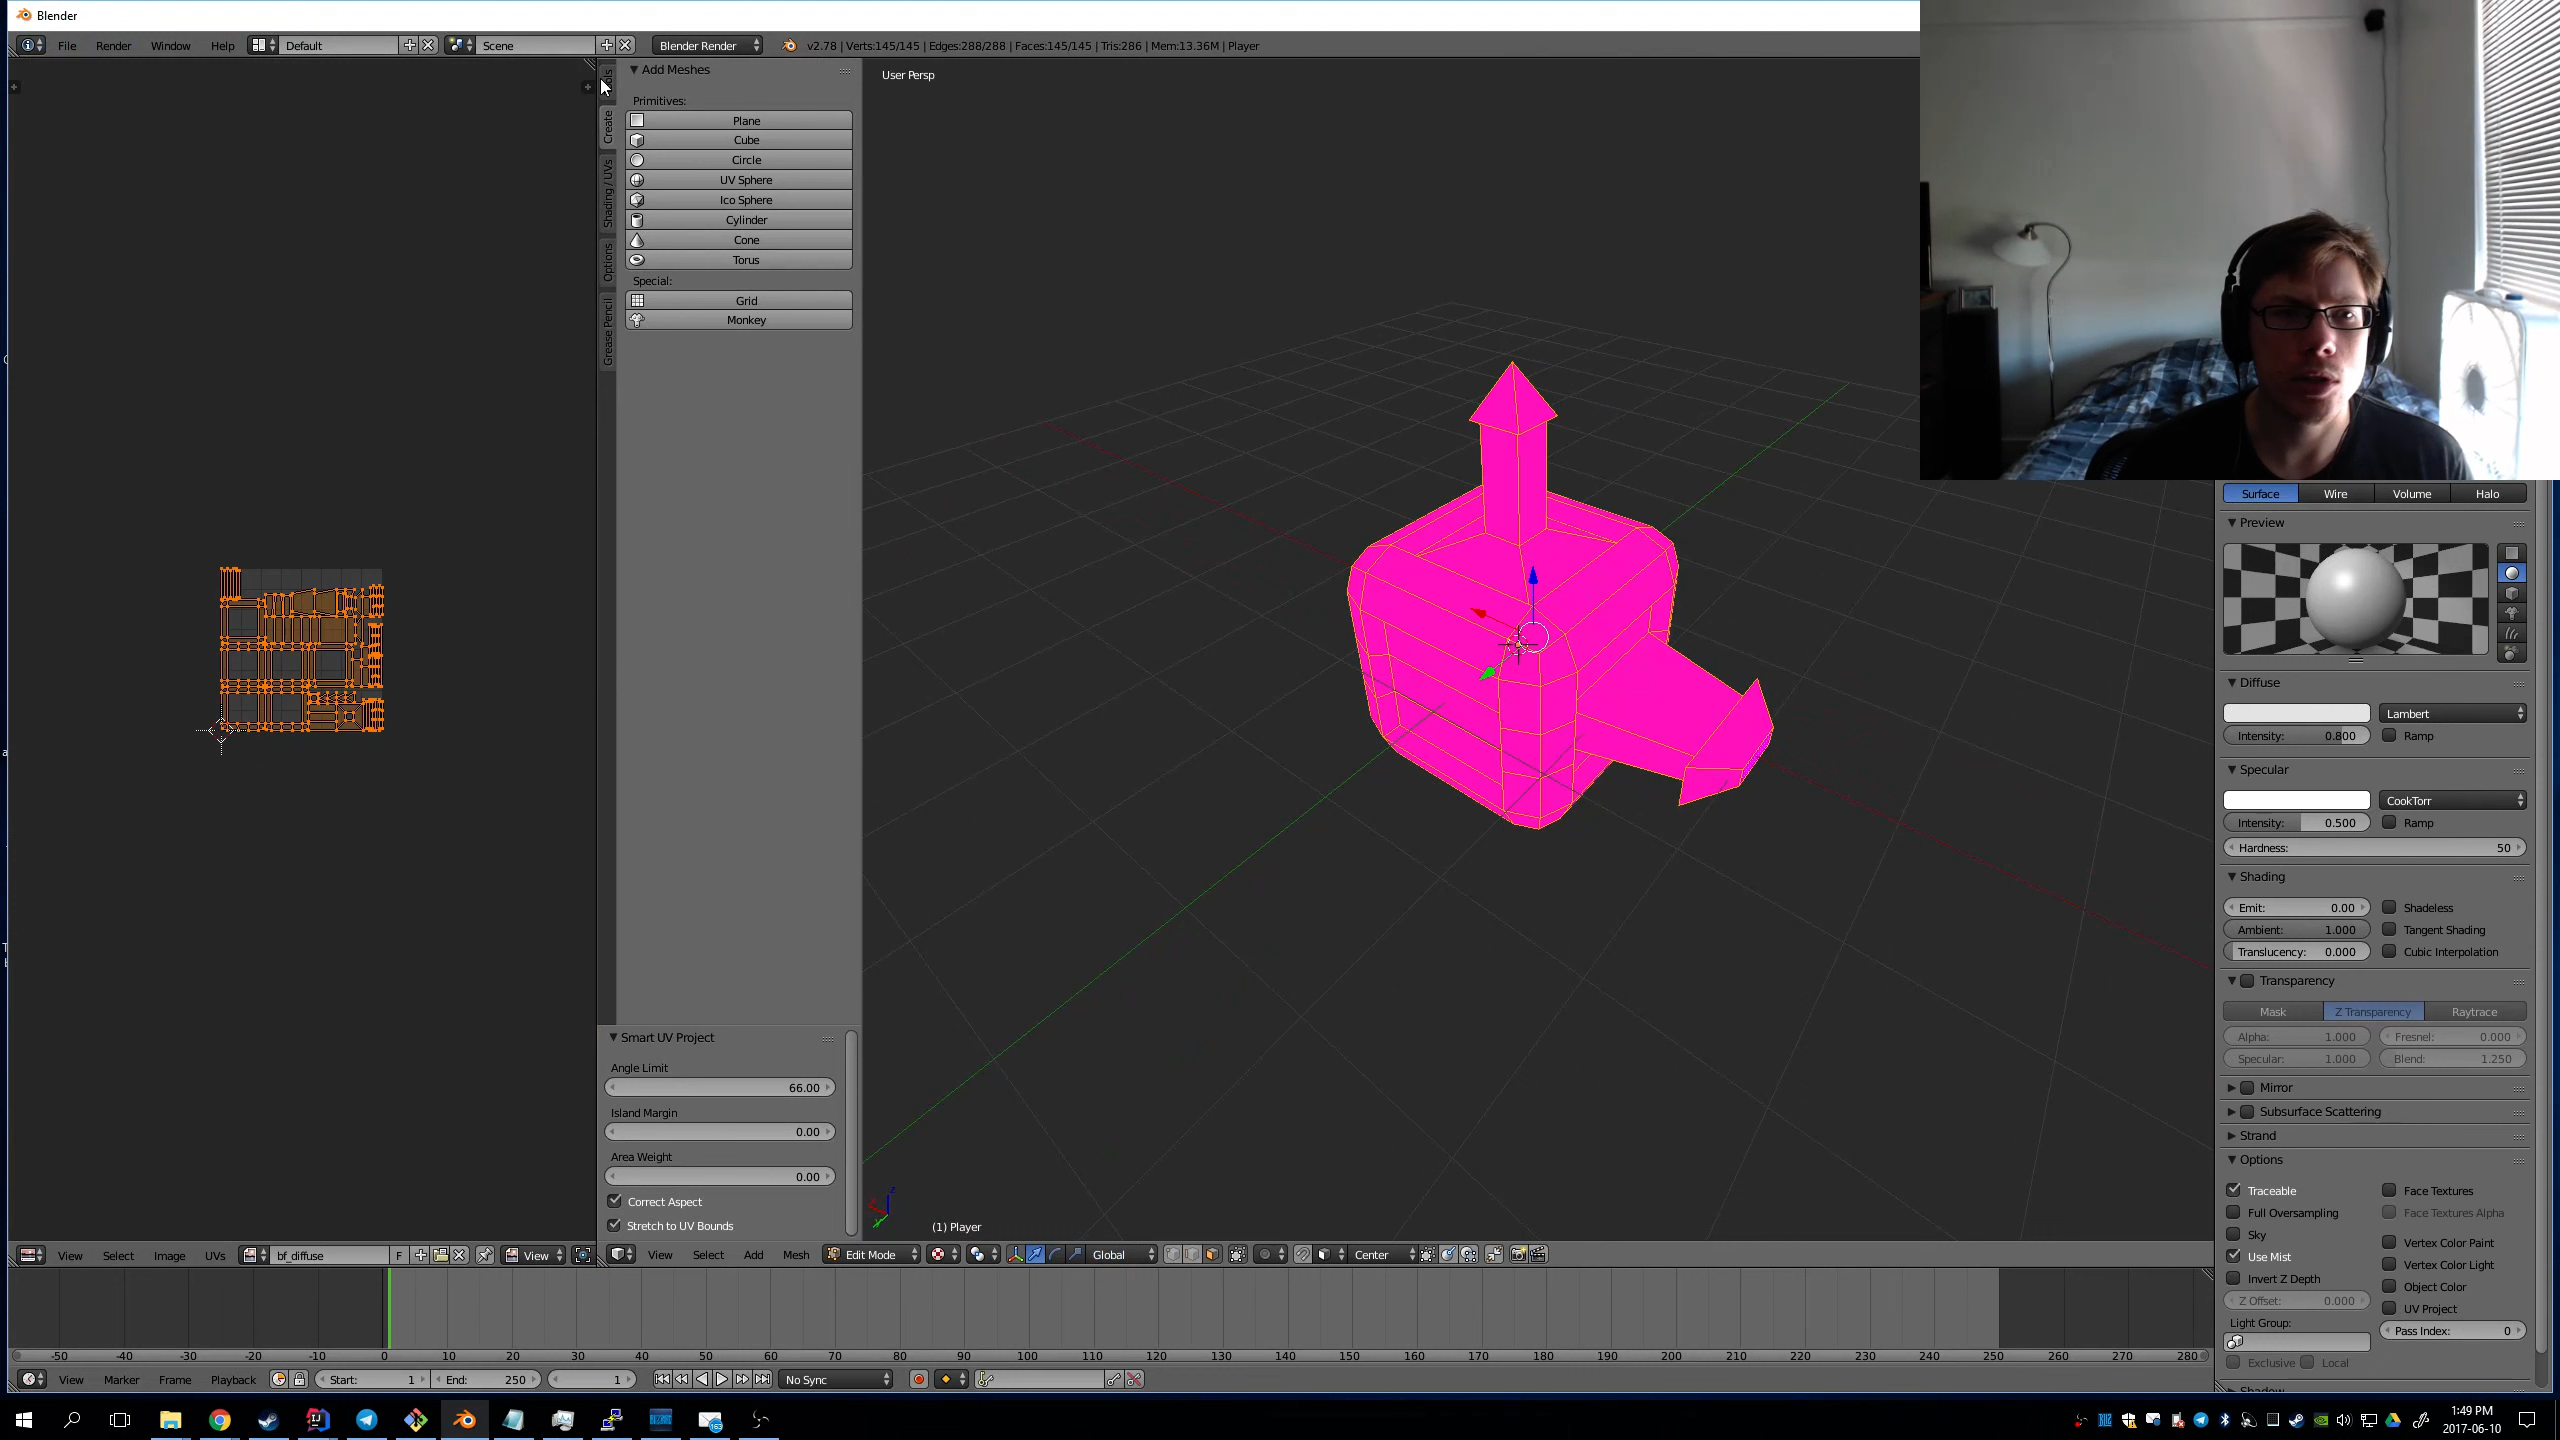 Blender
File Render Window Help Default Scene Blender Render v2.78 | Verts:145/145 | Edges:288/288 | Faces:145/145 | Tris:286 | Mem:13.36M | Player
Create
Shading / UVs
Options
Grease Pencil
Add Meshes
Primitives:
Plane
Cube
Circle
UV Sphere
Ico Sphere
Cylinder
Cone
Torus
Special:
Grid
Monkey
Smart UV Project
Angle Limit
66.00
Island Margin
0.00
Area Weight
0.00
Correct Aspect
Stretch to UV Bounds
User Persp
(1) Player
Surface Wire Volume Halo
Preview
Diffuse
Lambert
Intensity: 0.800 Ramp
Specular
CookTorr
Intensity: 0.500 Ramp
Hardness: 50
Shading
Emit: 0.00 Shadeless
Ambient: 1.000 Tangent Shading
Translucency: 0.000 Cubic Interpolation
Transparency
Mask Z Transparency Raytrace
Alpha: 1.000 Fresnel: 0.000
Specular: 1.000 Blend: 1.250
Mirror
Subsurface Scattering
Strand
Options
Traceable Face Textures
Full Oversampling Face Textures Alpha
Sky
Vertex Color Paint
Use Mist
Vertex Color Light
Invert Z Depth
Object Color
Z Offset: 0.000
UV Project
Light Group:
Pass Index: 0
Exclusive Local
View Select Image UVs bf_diffuse F View
View Select Add Mesh Edit Mode Global Center
-50 -40 -30 -20 -10 0 10 20 30 40 50 60 70 80 90 100 110 120 130 140 150 160 170 180 190 200 210 220 230 240 250 260 270 280
View Marker Frame Playback Start: 1 End: 250 1 No Sync
1:49 PM
2017-06-10